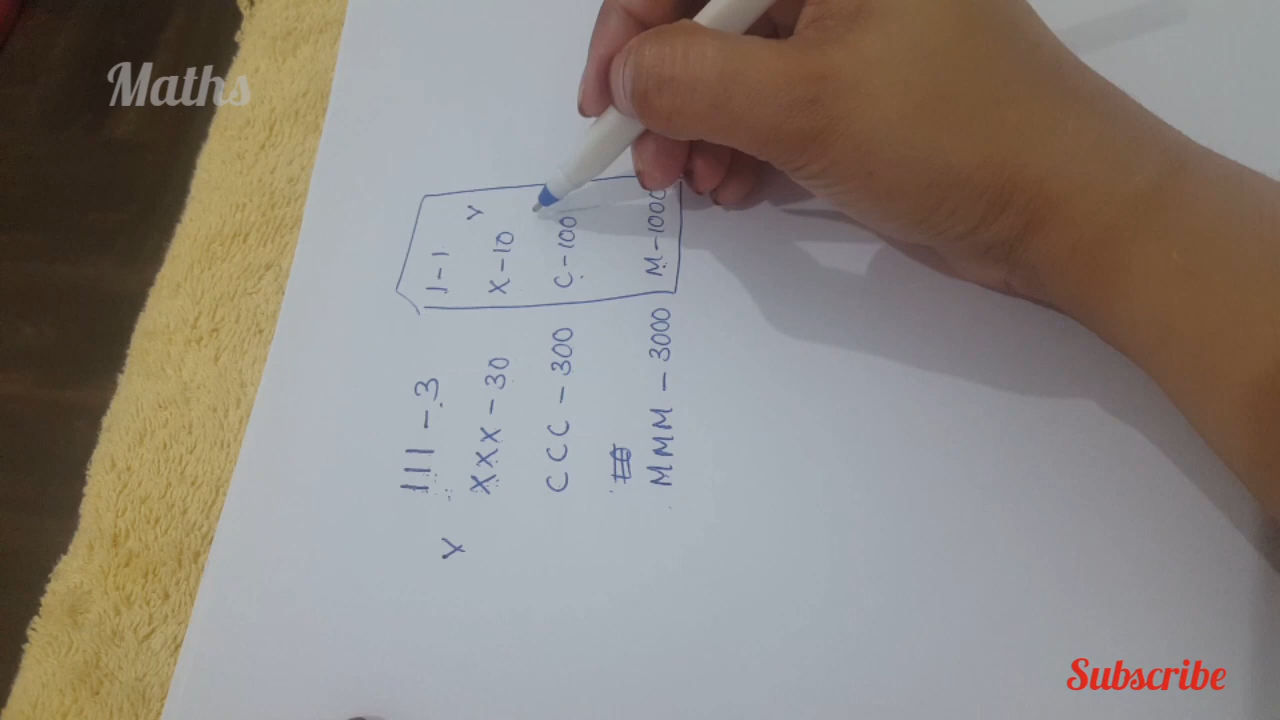 Maths
Y
III - 3
I - 1
XXX - 30
X - 10
Y
CCC - 300
C - 100
MMM - 3000
M - 1000
Subscribe